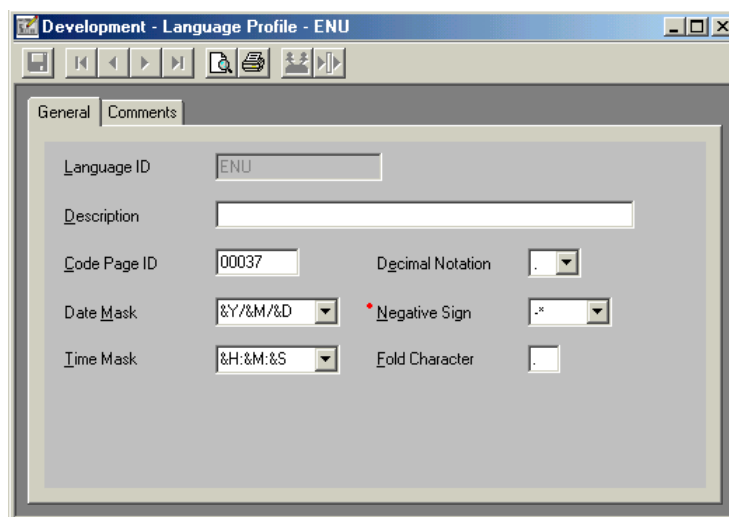 Development - Language Profile - ENU
General Comments
Language ID ENU
Description
Code Page ID 00037 Decimal Notation .
Date Mask &Y/&M/&D Negative Sign -*
Time Mask &H:&M:&S Fold Character .